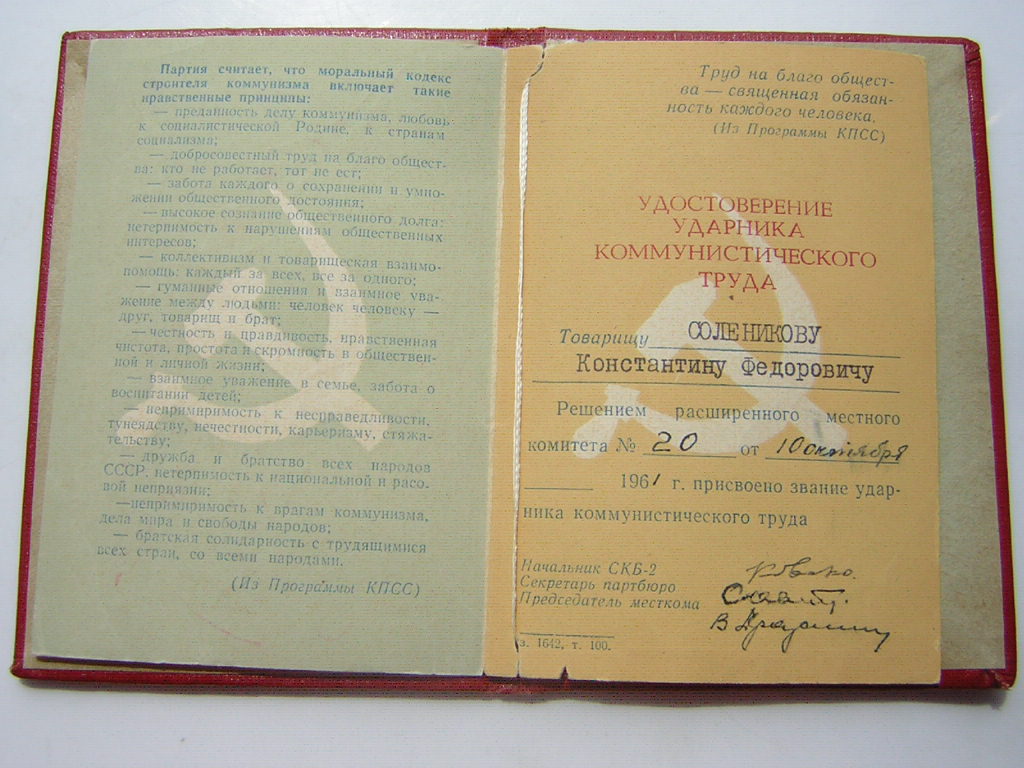 Партия считает, что моральный кодекс
строителя коммунизма включает такие
нравственные принципы:
— преданность делу коммунизма, любовь
к социалистической Родине, к странам
социализма;
— добросовестный труд на благо общест-
ва: кто не работает, тот не ест;
— забота каждого о сохранении и умно-
жении общественного достояния;
— высокое сознание общественного долга:
нетерпимость к нарушениям общественных
интересов;
— коллективизм и товарищеская взаимо-
помощь: каждый за всех, все за одного;
— гуманные отношения и взаимное ува-
жение между людьми: человек человеку —
друг, товарищ и брат;
— честность и правдивость, нравственная
чистота, простота и скромность в обществен-
ной и личной жизни;
— взаимное уважение в семье, забота о
воспитании детей;
— непримиримость к несправедливости,
тунеядству, нечестности, карьеризму, стяжа-
тельству;
— дружба и братство всех народов
СССР, нетерпимость к национальной и расо-
вой неприязни;
— непримиримость к врагам коммунизма,
дела мира и свободы народов;
— братская солидарность с трудящимися
всех стран, со всеми народами.
(Из Программы КПСС)
Труд на благо общест-
ва — священная обязан-
ность каждого человека.
(Из Программы КПСС)
УДОСТОВЕРЕНИЕ
УДАРНИКА
КОММУНИСТИЧЕСКОГО
ТРУДА
Товарищу СОЛЕНИКОВУ
Константину Федоровичу
Решением расширенного местного
комитета № 20 от 10 октября
1961 г. присвоено звание удар-
ника коммунистического труда
Начальник СКБ-2
Секретарь партбюро
Председатель месткома
з. 1642, т. 100.